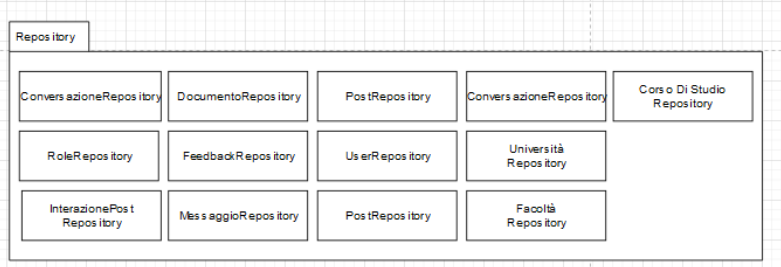 Repository
ConversazioneRepository
DocumentoRepository
PostRepository
ConversazioneRepository
Corso Di Studio
Repository
RoleRepository
FeedbackRepository
UserRepository
Università
Repository
InterazionePost
Repository
MessaggioRepository
PostRepository
Facoltà
Repository